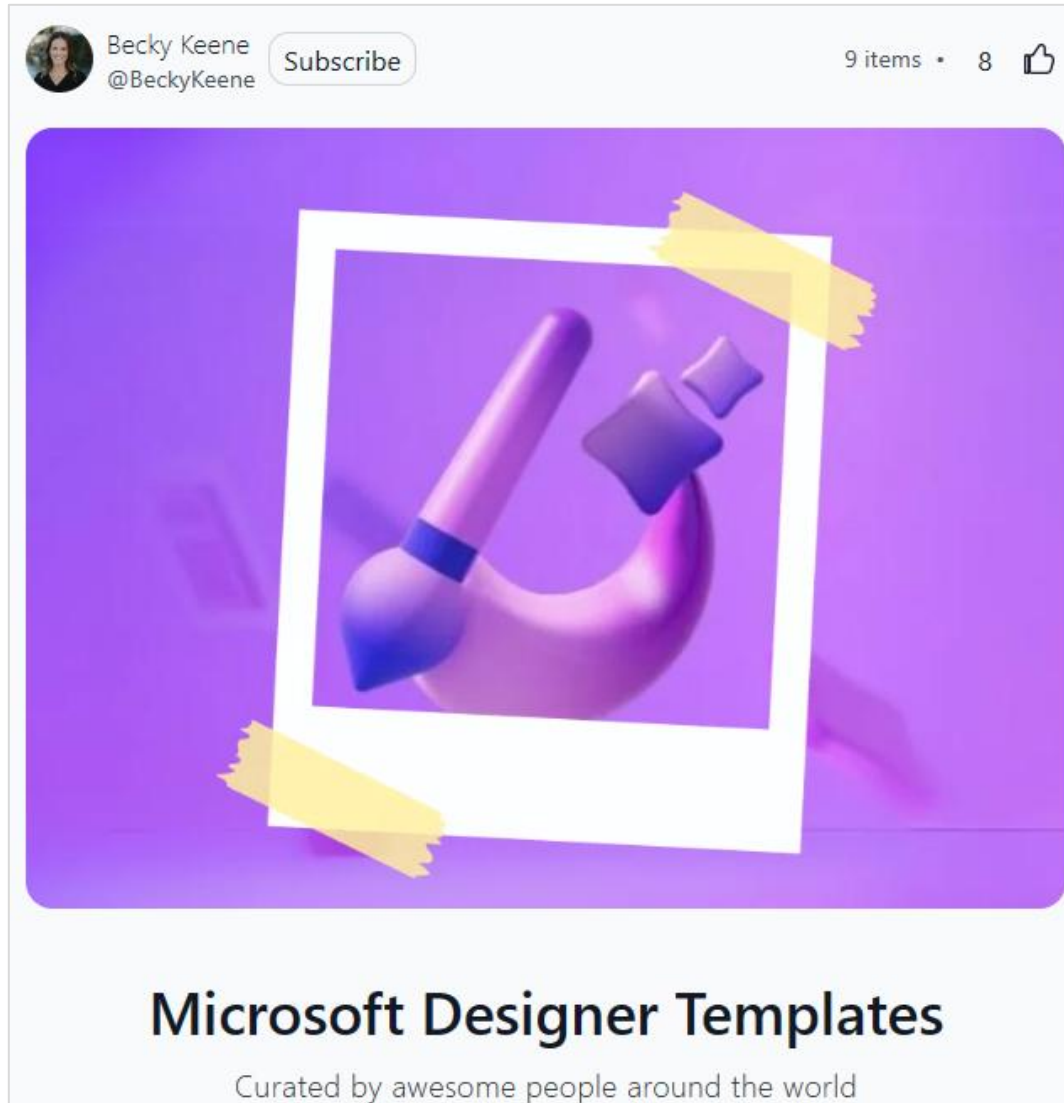 Becky Keene
@BeckyKeene
Subscribe
9 items • 8
Microsoft Designer Templates
Curated by awesome people around the world